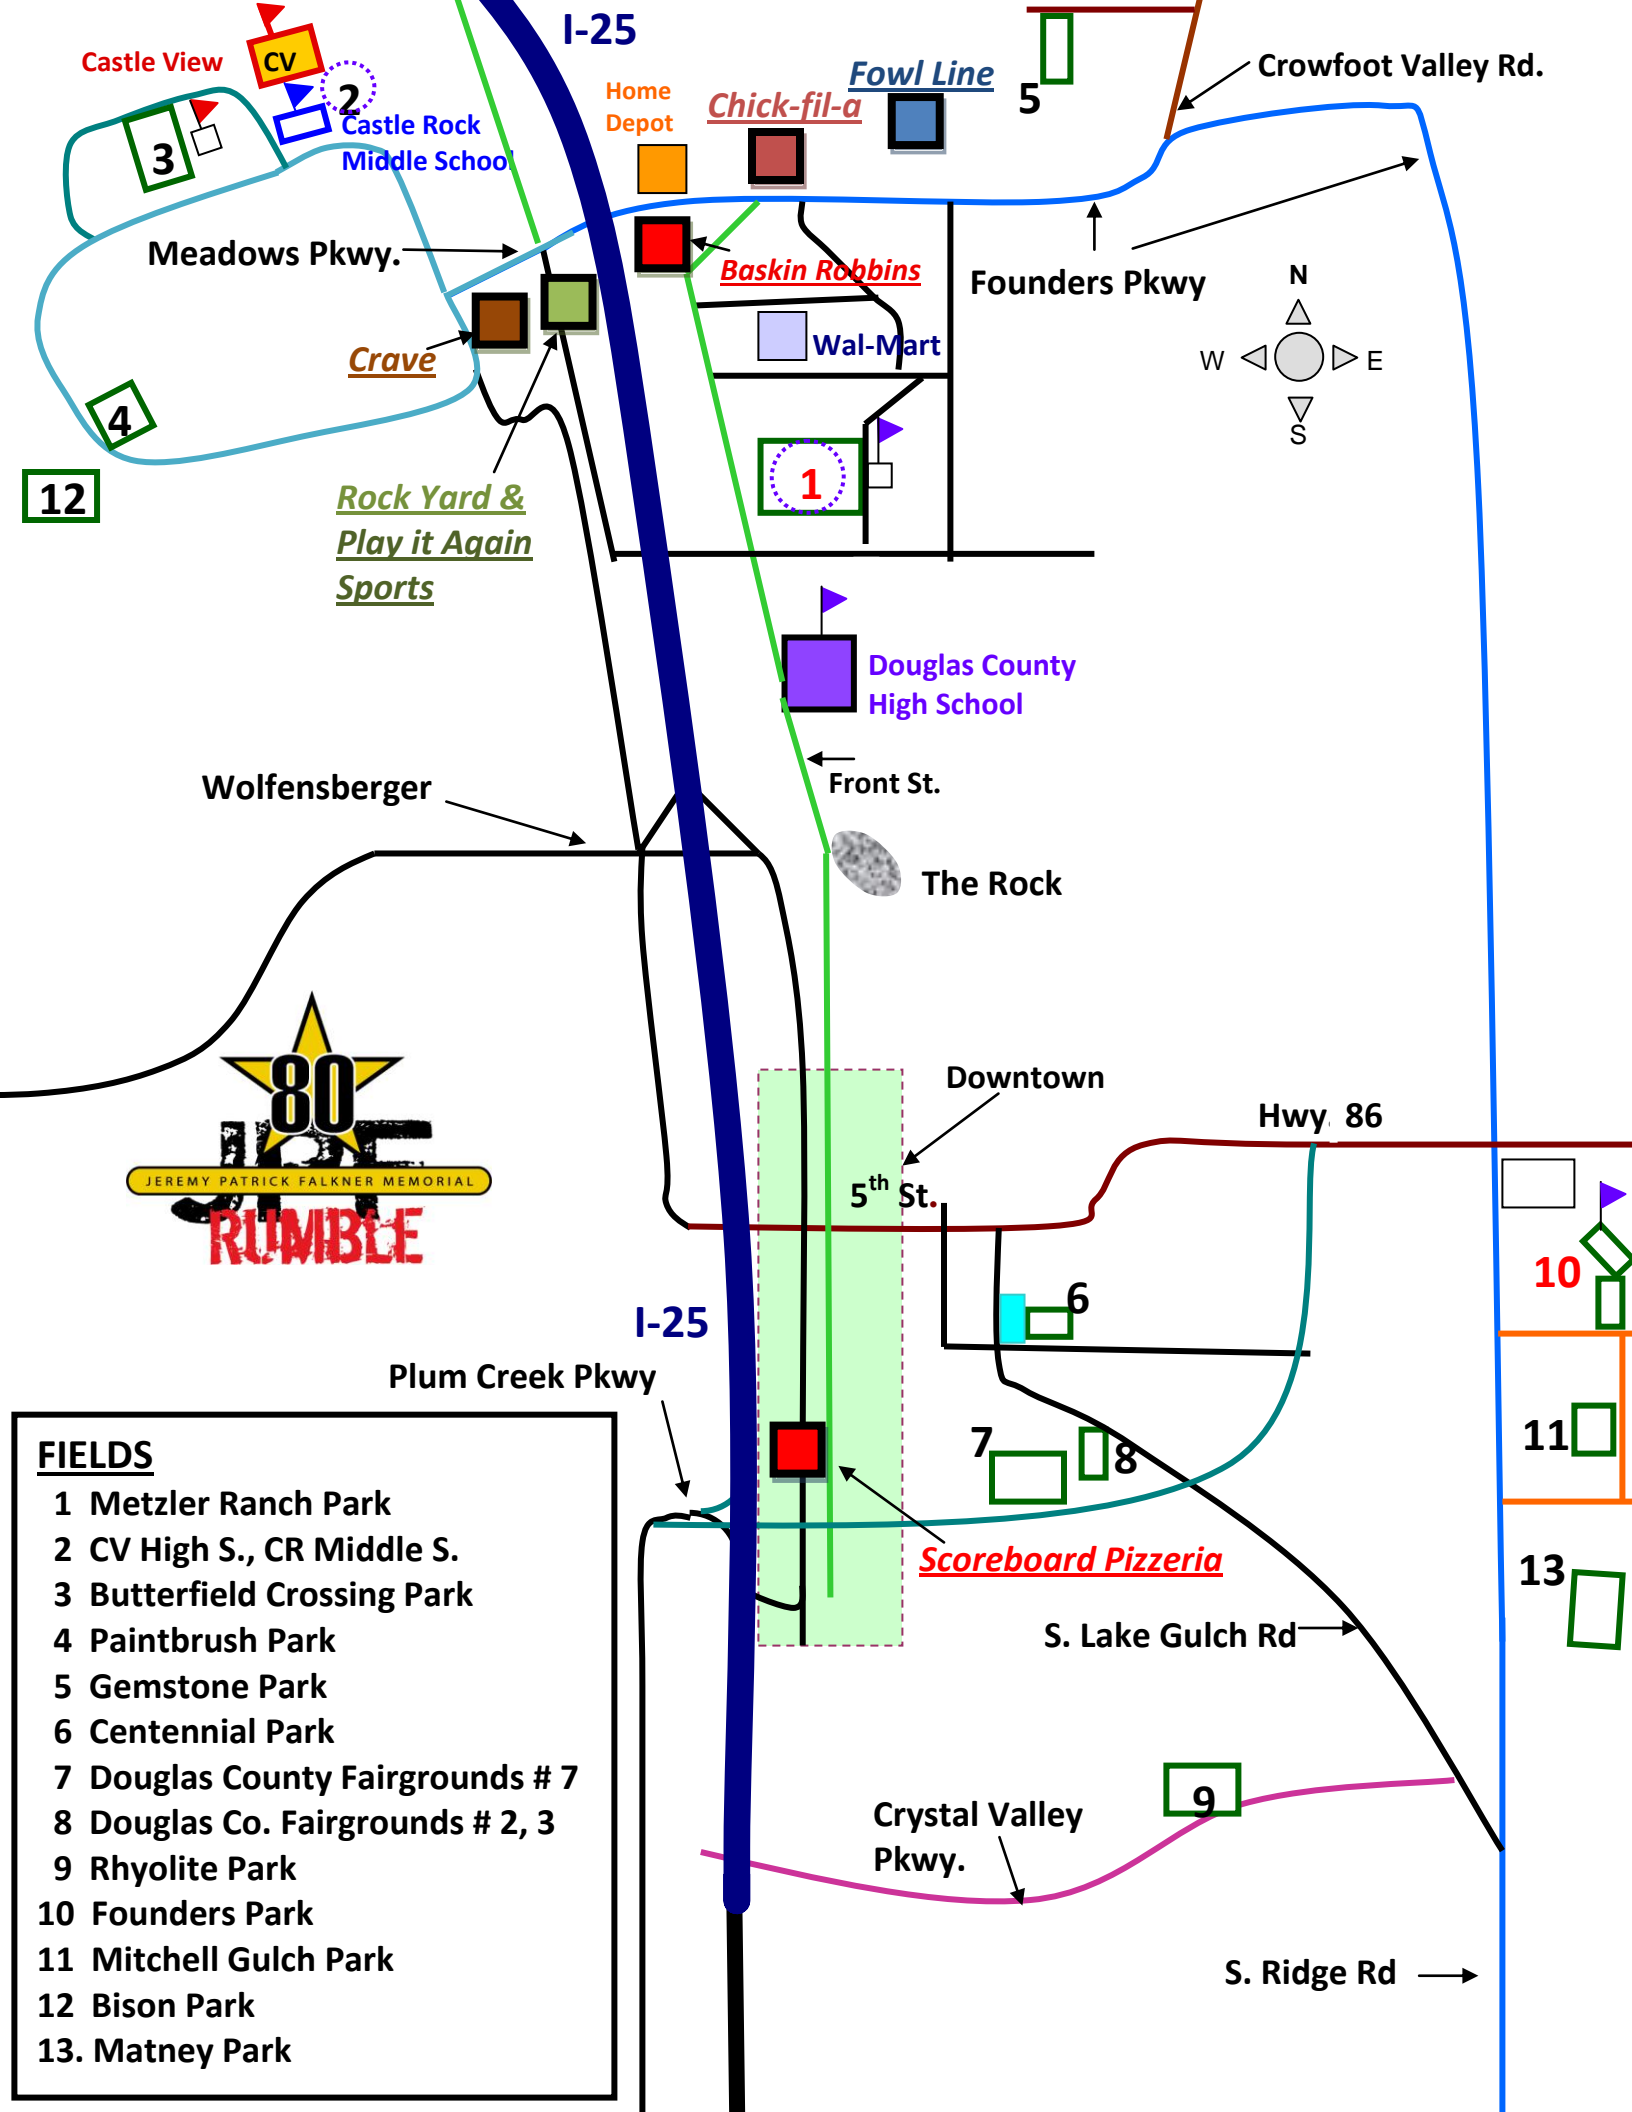 I-25
Castle View
CV
2
Castle Rock
Middle School
3
Home
Depot
Chick-fil-a
Fowl Line
5
Crowfoot Valley Rd.
Meadows Pkwy.
Baskin Robbins
Founders Pkwy
N
W
E
S
Crave
Wal-Mart
4
12
Rock Yard &
Play it Again
Sports
1
Douglas County
High School
Front St.
Wolfensberger
The Rock
80
JPF
JEREMY PATRICK FALKNER MEMORIAL
RUMBLE
Downtown
Hwy. 86
5th St.
10
6
I-25
Plum Creek Pkwy
7
8
11
Scoreboard Pizzeria
13
S. Lake Gulch Rd
9
Crystal Valley
Pkwy.
S. Ridge Rd
FIELDS
1 Metzler Ranch Park
2 CV High S., CR Middle S.
3 Butterfield Crossing Park
4 Paintbrush Park
5 Gemstone Park
6 Centennial Park
7 Douglas County Fairgrounds # 7
8 Douglas Co. Fairgrounds # 2, 3
9 Rhyolite Park
10 Founders Park
11 Mitchell Gulch Park
12 Bison Park
13. Matney Park